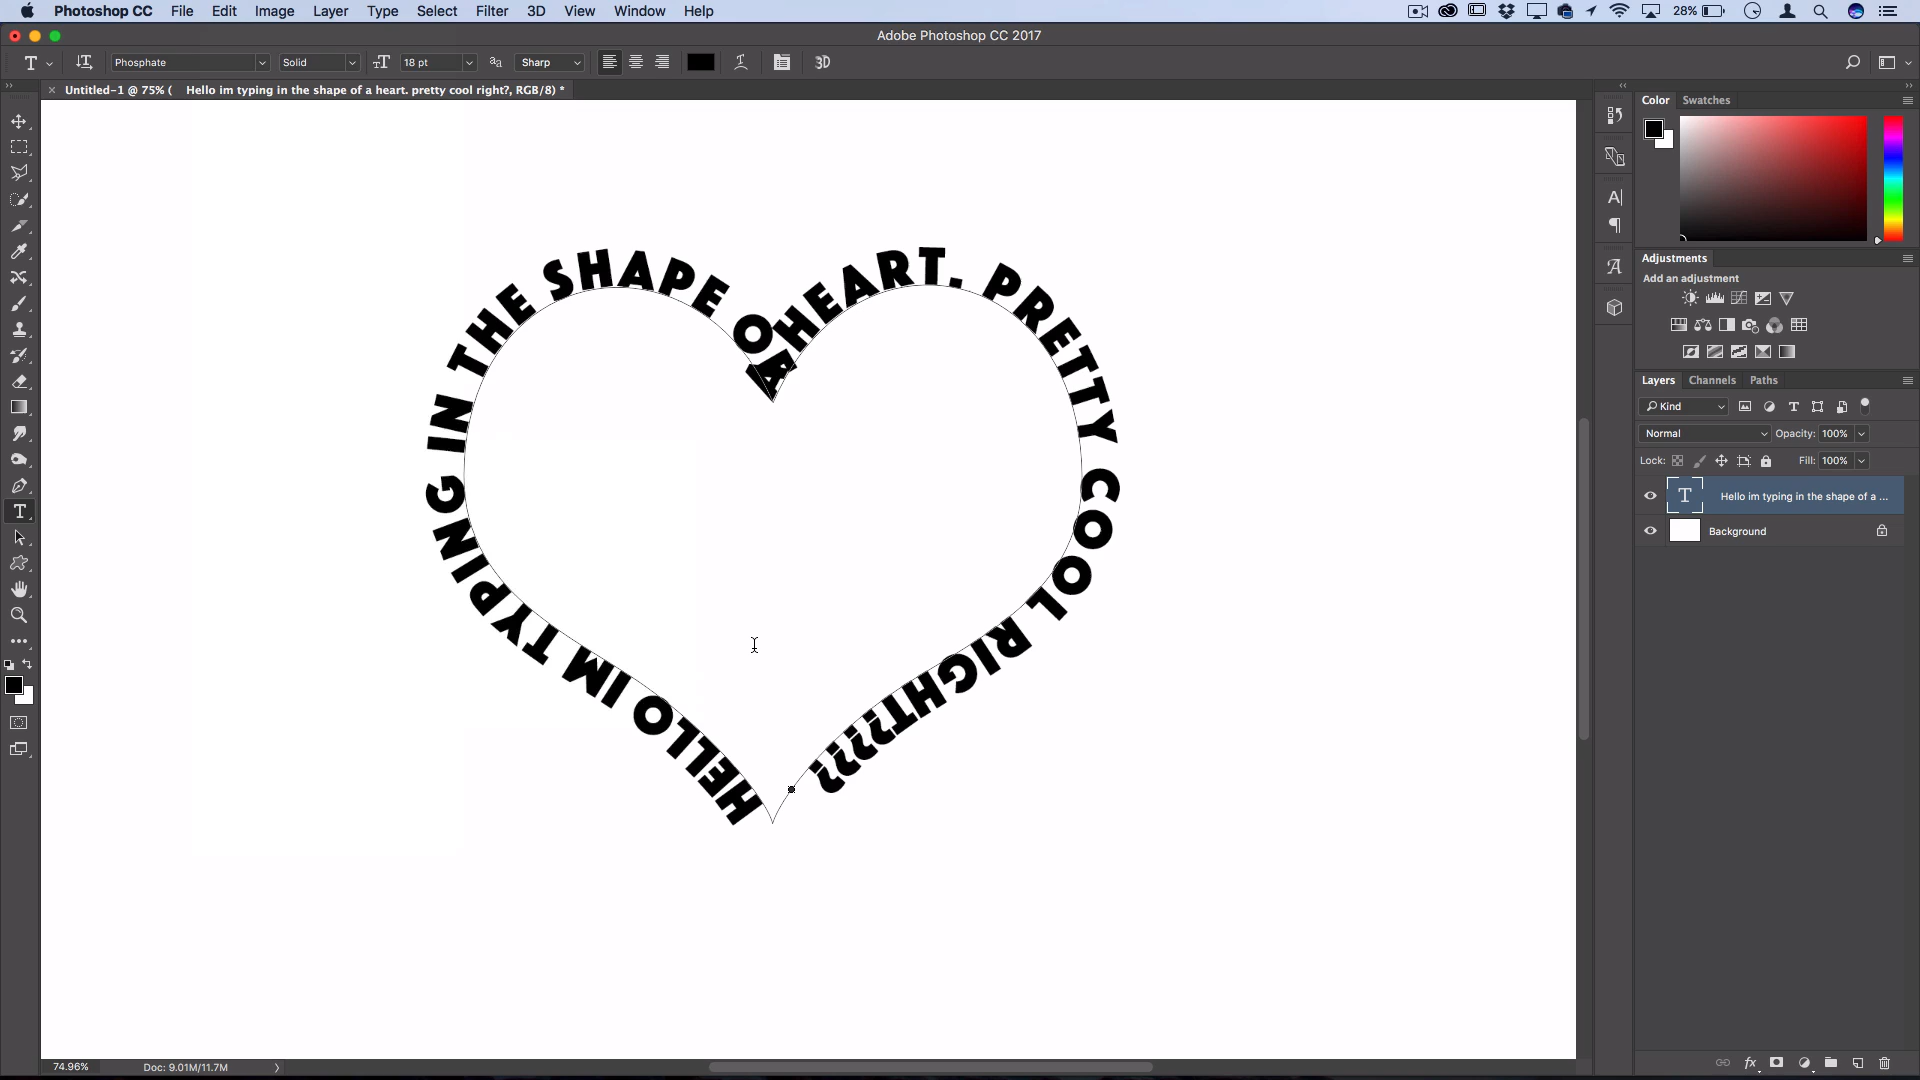 Photoshop CC File Edit Image Layer Type Select Filter 3D View Window Help 28%
Adobe Photoshop CC 2017
T Phosphate Solid 18 pt Sharp 3D
Untitled-1 @ 75% ( Hello im typing in the shape of a heart. pretty cool right?, RGB/8) *
HELLO IM TYPING IN THE SHAPE O A HEART. PRETTY COOL RIGHT????
Color Swatches
Adjustments
Add an adjustment
Layers Channels Paths
Kind
Normal Opacity: 100%
Lock: Fill: 100%
T Hello im typing in the shape of a ...
Background
fx
74.96% Doc: 9.01M/11.7M